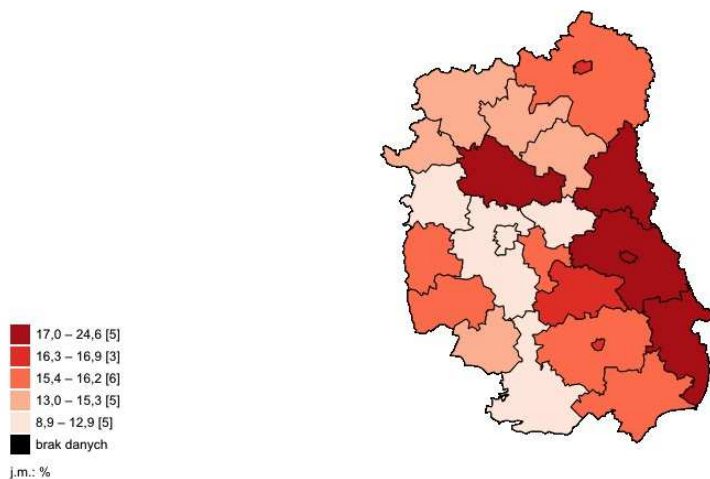 17,0 – 24,6 [5]
16,3 – 16,9 [3]
15,4 – 16,2 [6]
13,0 – 15,3 [5]
8,9 – 12,9 [5]
brak danych
j.m.: %